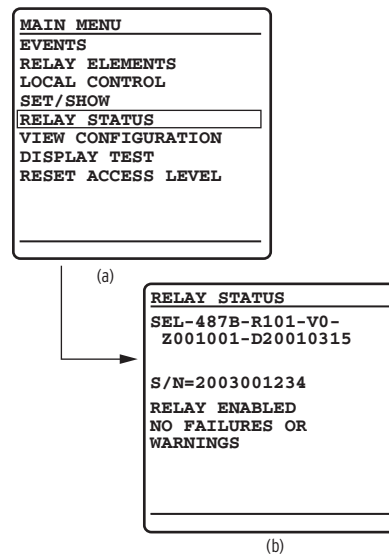 MAIN MENU
EVENTS
RELAY ELEMENTS
LOCAL CONTROL
SET/SHOW
RELAY STATUS
VIEW CONFIGURATION
DISPLAY TEST
RESET ACCESS LEVEL
(a)
RELAY STATUS
SEL-487B-R101-V0-
Z001001-D20010315
S/N=2003001234
RELAY ENABLED
NO FAILURES OR
WARNINGS
(b)